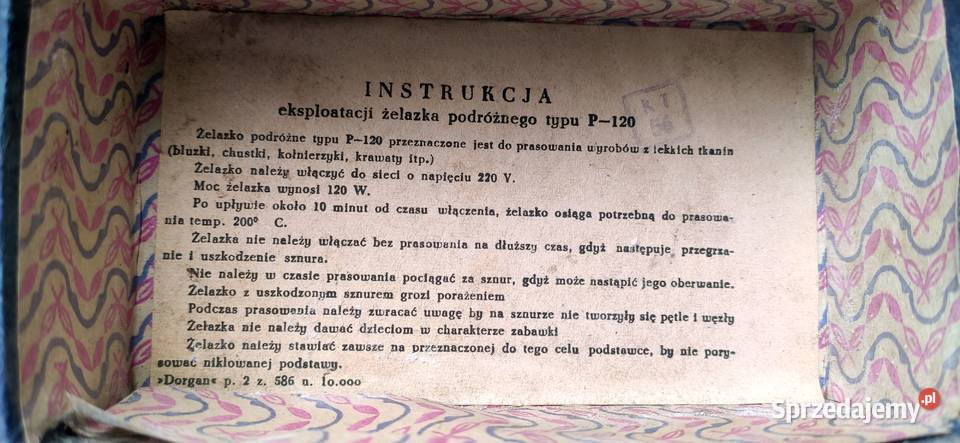 INSTRUKCJA
eksploatacji żelazka podróżnego typu P—120
Żelazko podróżne typu P—120 przeznaczone jest do prasowania wyrobów z lekkich tkanin
(bluzki, chustki, kołnierzyki, krawaty itp.)
Żelazko należy włączyć do sieci o napięciu 220 V.
Moc żelazka wynosi 120 W.
Po upływie około 10 minut od czasu włączenia, żelazko osiąga potrzebną do prasowa-
nia temp. 200° C.
Żelazka nie należy włączać bez prasowania na dłuższy czas, gdyż następuje przegrza-
nie i uszkodzenie sznura.
Nie należy w czasie prasowania pociągać za sznur, gdyż może nastąpić jego oberwanie.
Żelazko z uszkodzonym sznurem grozi porażeniem
Podczas prasowania należy zwracać uwagę by na sznurze nie tworzyły się pętle i węzły
Żelazka nie należy dawać dzieciom w charakterze zabawki
Żelazko należy stawiać zawsze na przeznaczonej do tego celu podstawce, by nie pory-
sować niklowanej podstawy.
»Dorgan« p. 2 z. 586 n. 10.000
Sprzedajemy.pl